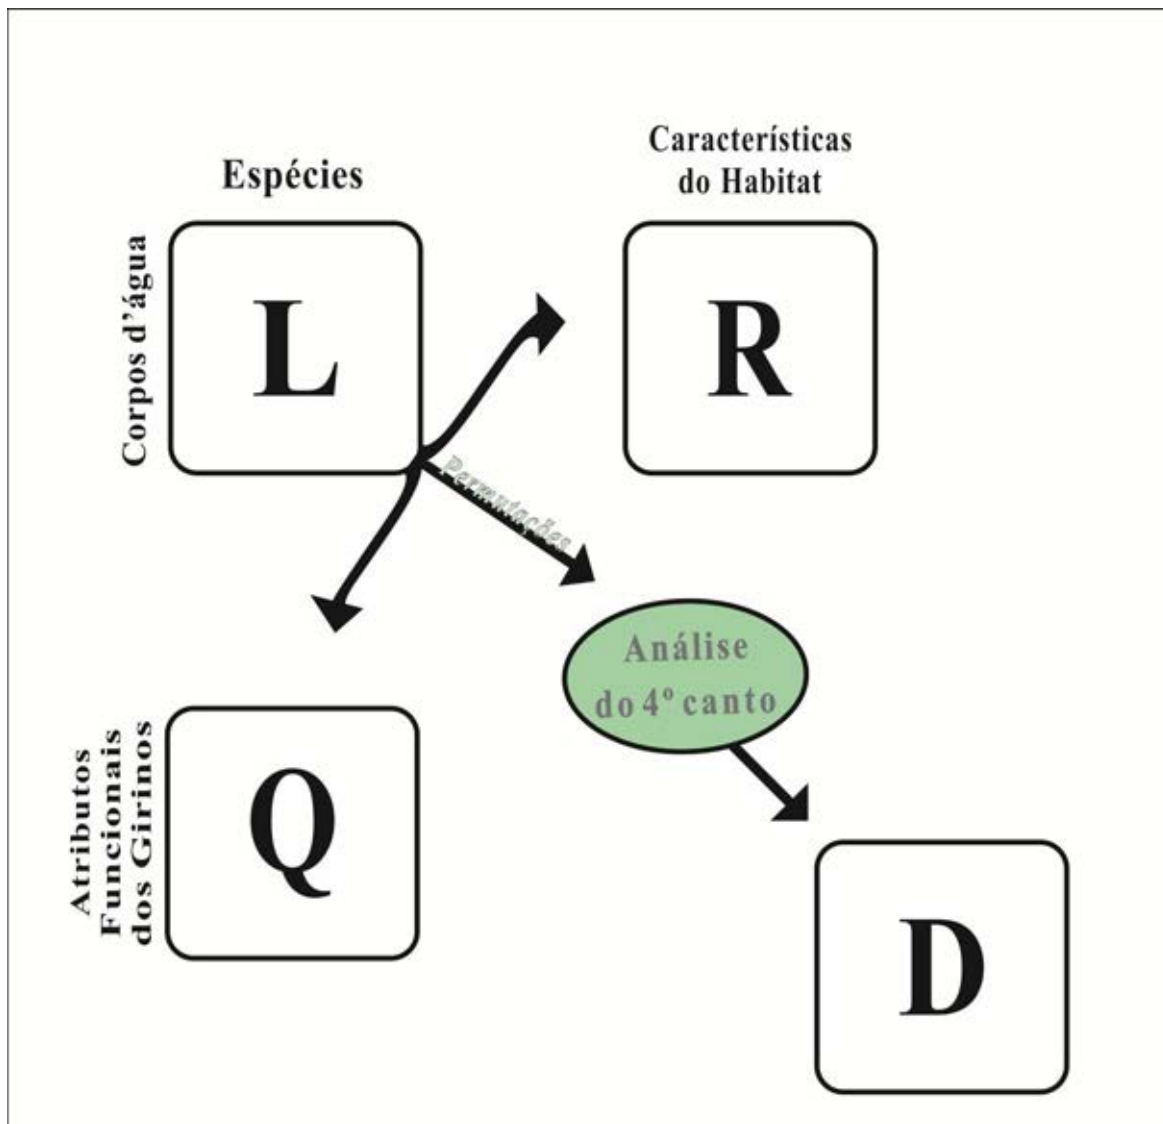 Espécies
Características
do Habitat
Corpos d'água
L
R
Permutações
Análise
do 4º canto
Atributos
Funcionais
dos Girinos
Q
D